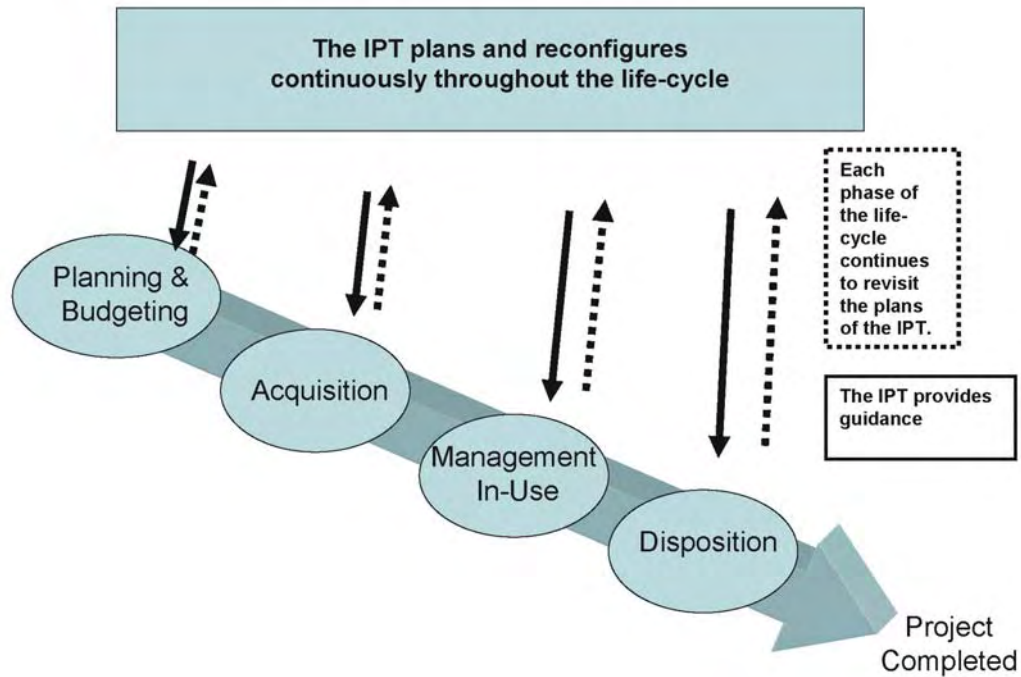 The IPT plans and reconfigures
continuously throughout the life-cycle
Each
phase of
the life-
cycle
continues
to revisit
the plans
of the IPT.
Planning &
Budgeting
Acquisition
The IPT provides
guidance
Management
In-Use
Disposition
Project
Completed